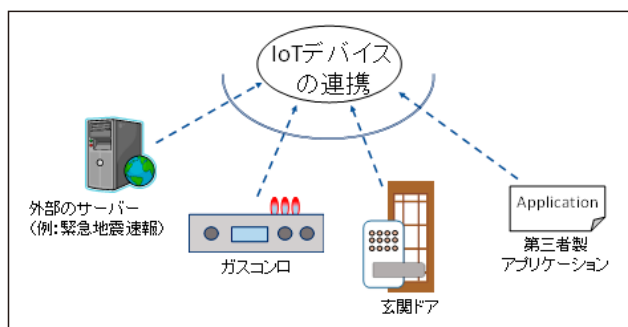 IoTデバイス
の連携
外部のサーバー
(例:緊急地震速報)
ガスコンロ
玄関ドア
Application
第三者製
アプリケーション